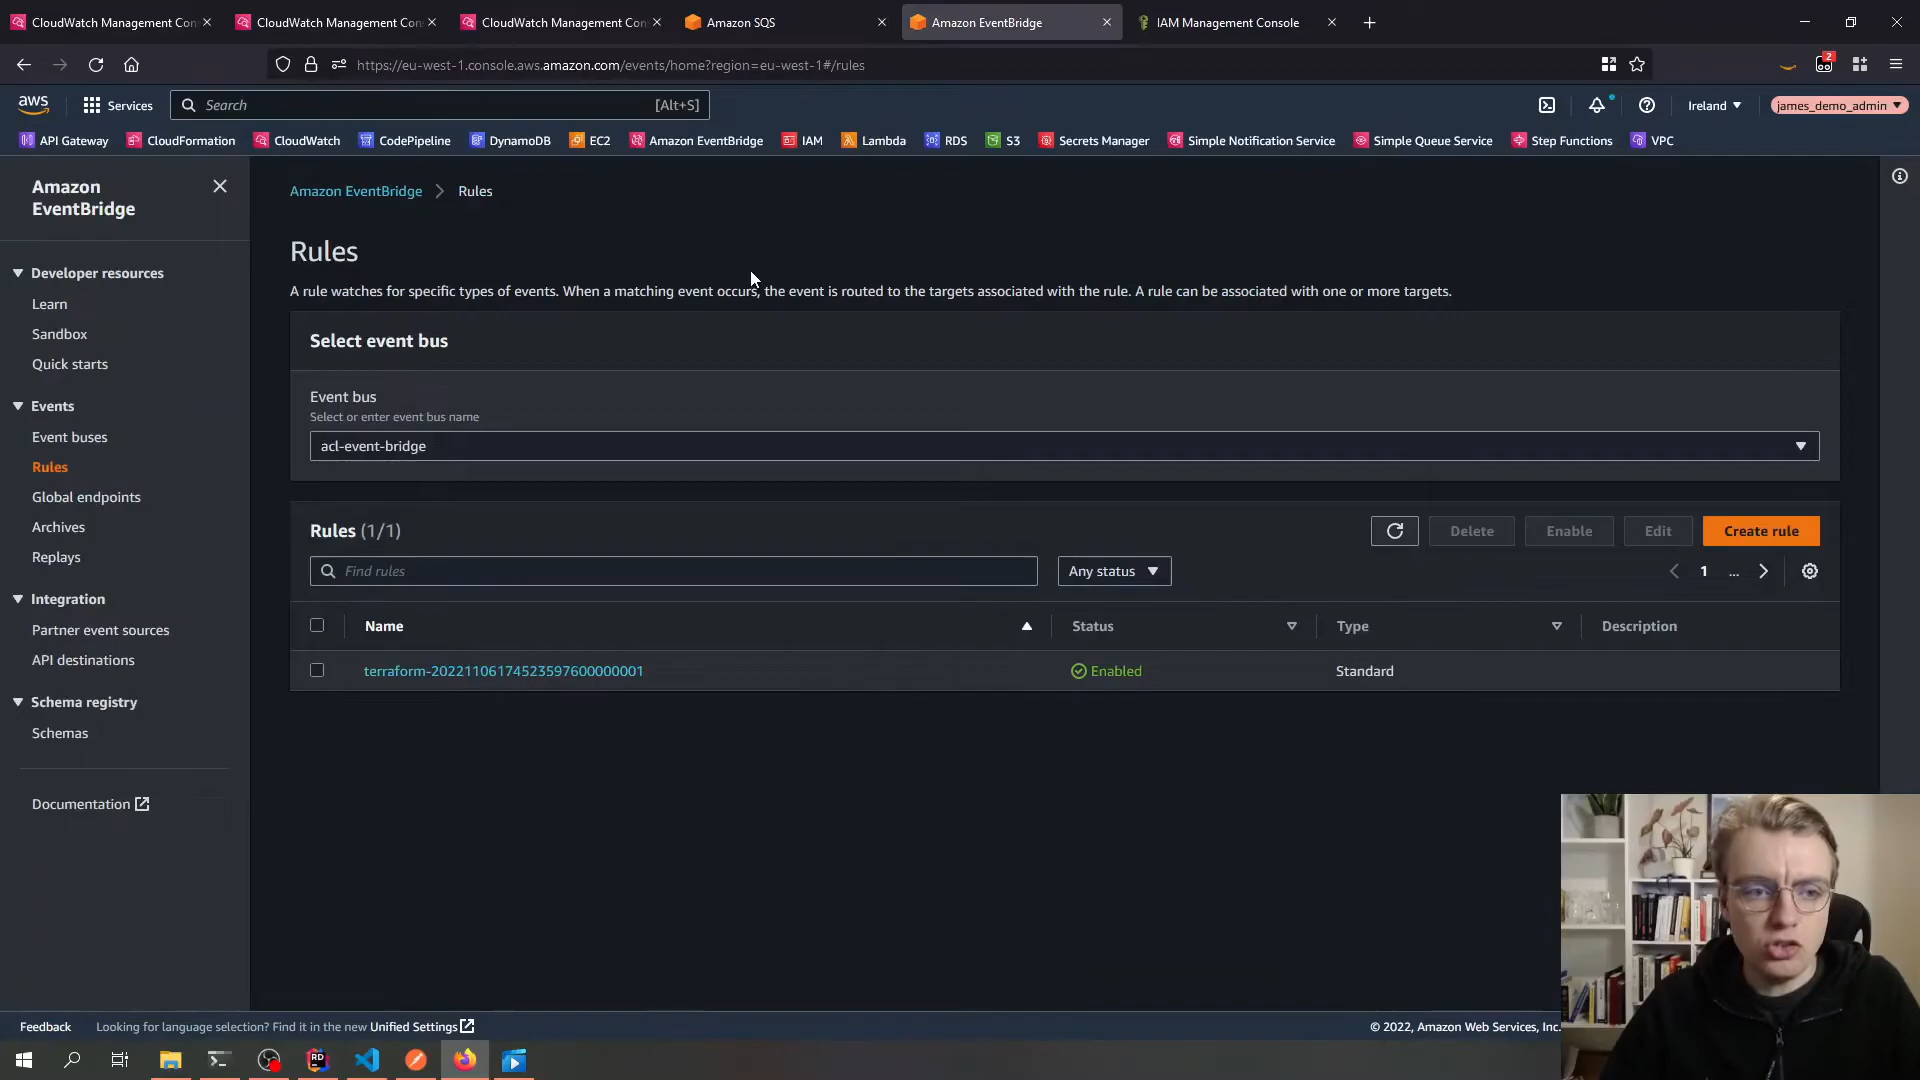 CloudWatch Management Con
CloudWatch Management Con
CloudWatch Management Con
Amazon SQS
Amazon EventBridge
IAM Management Console
https://eu-west-1.console.aws.amazon.com/events/home?region=eu-west-1#/rules
2
aws
Services
Search
[Alt+S]
Ireland
james_demo_admin
API Gateway
CloudFormation
CloudWatch
CodePipeline
DynamoDB
EC2
Amazon EventBridge
IAM
Lambda
RDS
S3
Secrets Manager
Simple Notification Service
Simple Queue Service
Step Functions
VPC
Amazon
EventBridge
Developer resources
Learn
Sandbox
Quick starts
Events
Event buses
Rules
Global endpoints
Archives
Replays
Integration
Partner event sources
API destinations
Schema registry
Schemas
Documentation
Amazon EventBridge
Rules
Rules
A rule watches for specific types of events. When a matching event occurs, the event is routed to the targets associated with the rule. A rule can be associated with one or more targets.
Select event bus
Event bus
Select or enter event bus name
acl-event-bridge
Rules (1/1)
Delete
Enable
Edit
Create rule
Find rules
Any status
1
...
Name
Status
Type
Description
terraform-20221106174523597600000001
Enabled
Standard
Feedback
Looking for language selection? Find it in the new Unified Settings
© 2022, Amazon Web Services, Inc.
RD